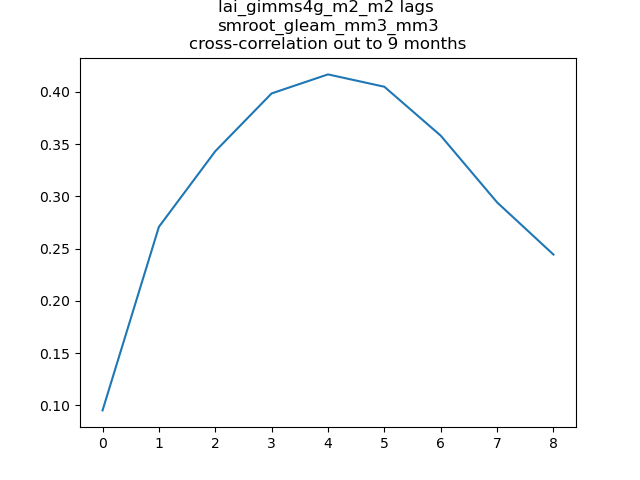 lai_gimms4g_m2_m2 lags
smroot_gleam_mm3_mm3
cross-correlation out to 9 months
0.40
0.35
0.30
0.25
0.20
0.15
0.10
0 1 2 3 4 5 6 7 8